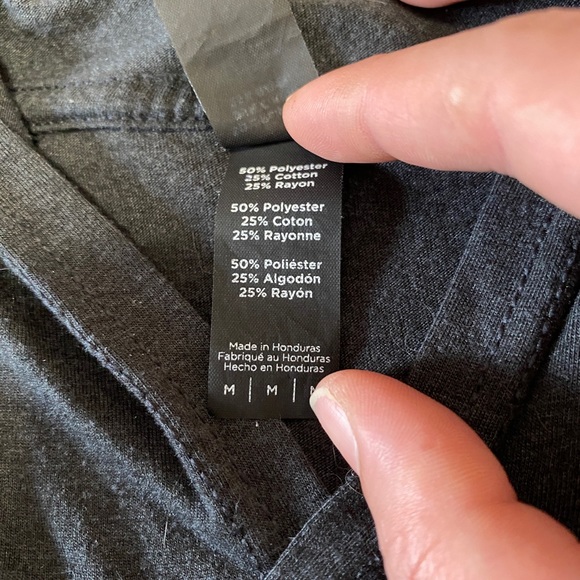 50% Polyester
25% Cotton
25% Rayon
50% Polyester
25% Coton
25% Rayonne
50% Poliéster
25% Algodón
25% Rayón
Made in Honduras
Fabriqué au Honduras
Hecho en Honduras
M | M |